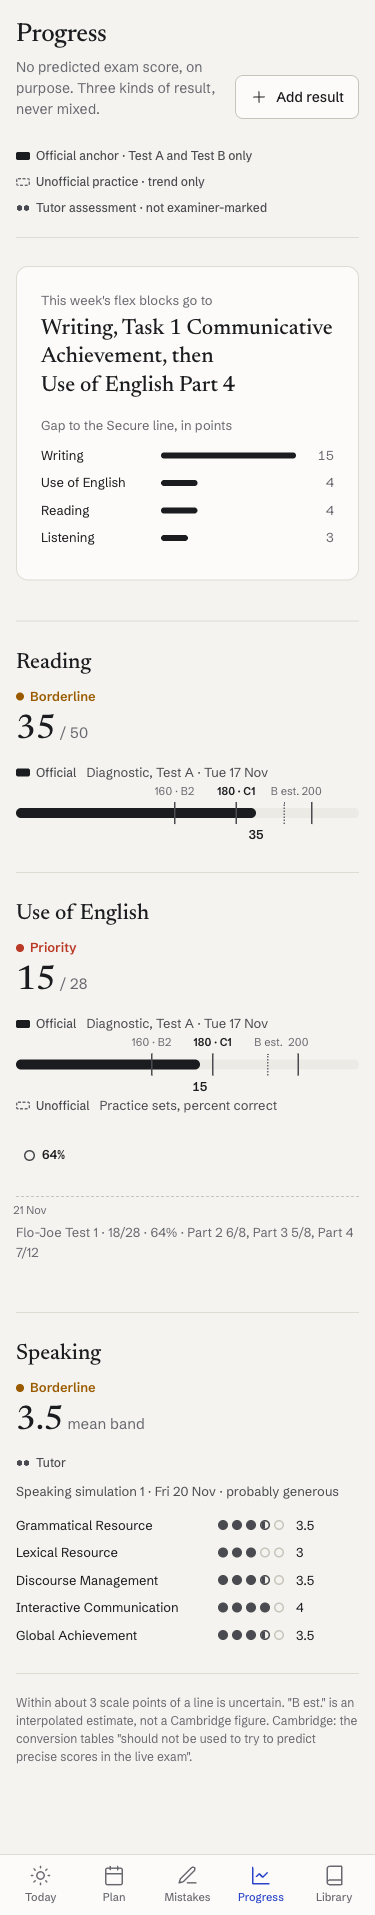 Progress
No predicted exam score, on
purpose. Three kinds of result,
never mixed.
Add result
Official anchor · Test A and Test B only
Unofficial practice · trend only
Tutor assessment · not examiner-marked
This week's flex blocks go to
Writing, Task 1 Communicative
Achievement, then
Use of English Part 4
Gap to the Secure line, in points
Writing 15
Use of English 4
Reading 4
Listening 3
Reading
Borderline
35 / 50
Official Diagnostic, Test A · Tue 17 Nov
160 · B2 180 · C1 B est. 200
35
Use of English
Priority
15 / 28
Official Diagnostic, Test A · Tue 17 Nov
160 · B2 180 · C1 B est. 200
15
Unofficial Practice sets, percent correct
64%
21 Nov
Flo-Joe Test 1 · 18/28 · 64% · Part 2 6/8, Part 3 5/8, Part 4
7/12
Speaking
Borderline
3.5 mean band
Tutor
Speaking simulation 1 · Fri 20 Nov · probably generous
Grammatical Resource 3.5
Lexical Resource 3
Discourse Management 3.5
Interactive Communication 4
Global Achievement 3.5
Within about 3 scale points of a line is uncertain. "B est." is an
interpolated estimate, not a Cambridge figure. Cambridge: the
conversion tables "should not be used to try to predict
precise scores in the live exam".
Today Plan Mistakes Progress Library